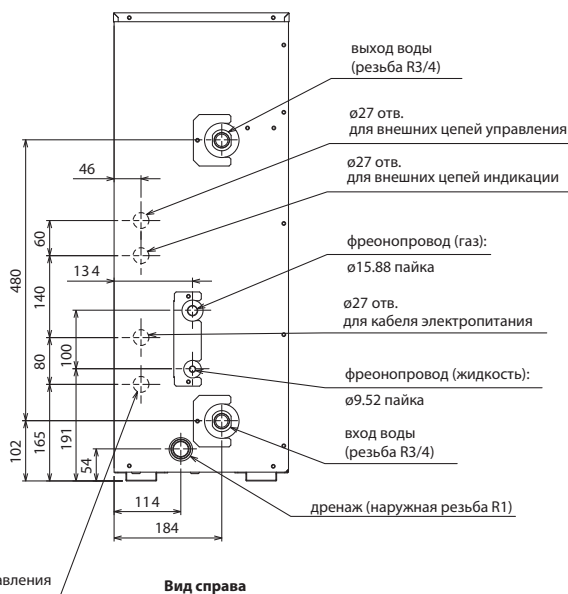 выход воды
(резьба R3/4)
ø27 отв.
для внешних цепей управления
46
ø27 отв.
для внешних цепей индикации
60
480
134
фреонопровод (газ):
ø15.88 пайка
140
ø27 отв.
для кабеля электропитания
100
80
фреонопровод (жидкость):
ø9.52 пайка
102
165
191
54
вход воды
(резьба R3/4)
114
дренаж (наружная резьба R1)
184
Вид справа